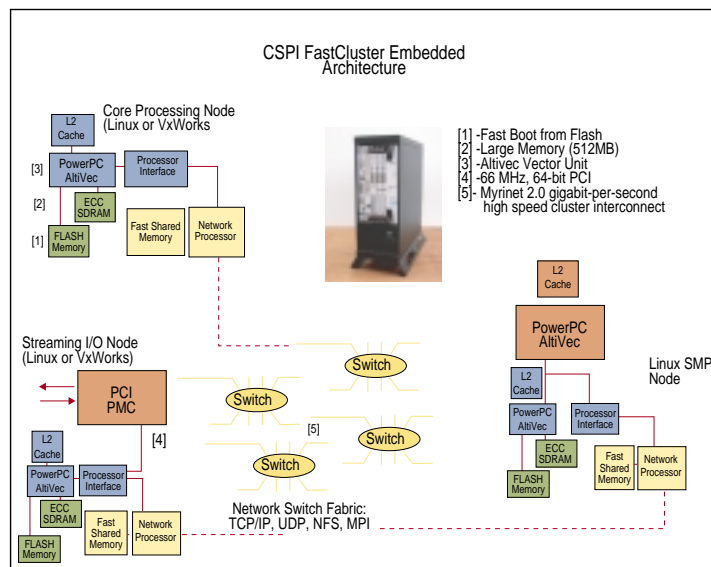 CSPI FastCluster Embedded
Architecture
Core Processing Node
(Linux or VxWorks
L2
Cache
[3]
PowerPC
AltiVec
Processor
Interface
[2]
ECC
SDRAM
[1]
FLASH
Memory
Fast Shared
Memory
Network
Processor
[1] -Fast Boot from Flash
[2] -Large Memory (512MB)
[3] -Altivec Vector Unit
[4] -66 MHz, 64-bit PCI
[5] - Myrinet 2.0 gigabit-per-second
high speed cluster interconnect
Streaming I/O Node
(Linux or VxWorks)
PCI
PMC
[4]
L2
Cache
PowerPC
AltiVec
Processor
Interface
ECC
SDRAM
FLASH
Memory
Fast
Shared
Memory
Network
Processor
Switch
Switch
[5]
Switch
Switch
Network Switch Fabric:
TCP/IP, UDP, NFS, MPI
L2
Cache
PowerPC
AltiVec
Linux SMP
Node
L2
Cache
PowerPC
AltiVec
Processor
Interface
ECC
SDRAM
FLASH
Memory
Fast
Shared
Memory
Network
Processor